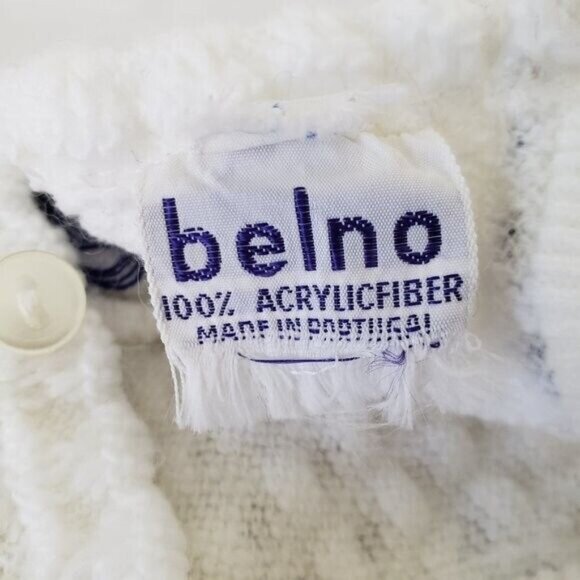 belno
100% ACRYLICFIBER
MADE IN PORTUGAL